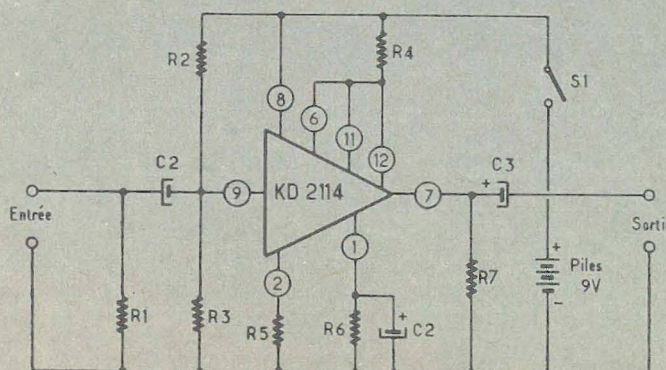 R2
R4
S1
8
6
11
12
C2
C3
+
9
KD 2114
7
Entrée
1
Sorti
+
Piles
9V
-
2
R7
R1
R3
R5
R6
+
C2